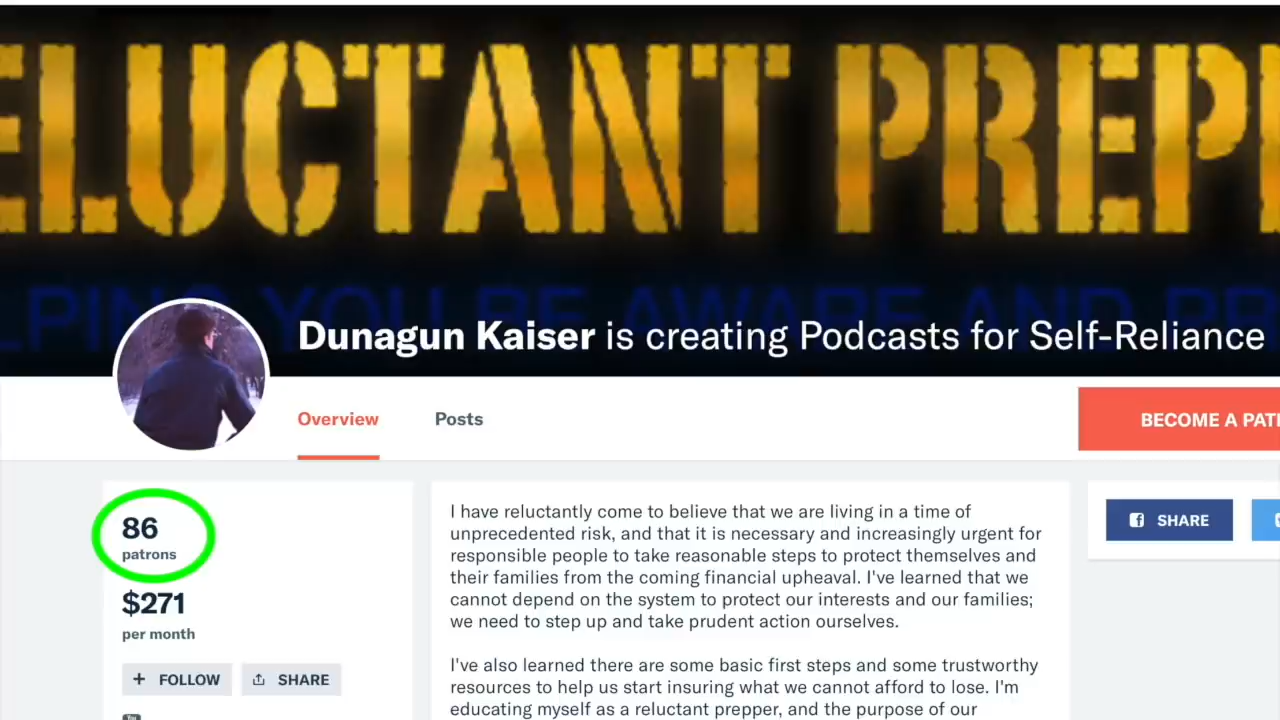 ELUCTANT PREP
LPING YOU BE AWARE AND PR
Dunagun Kaiser is creating Podcasts for Self-Reliance
Overview
Posts
BECOME A PAT
86
patrons
$271
per month
+ FOLLOW
SHARE
I have reluctantly come to believe that we are living in a time of
unprecedented risk, and that it is necessary and increasingly urgent for
responsible people to take reasonable steps to protect themselves and
their families from the coming financial upheaval. I've learned that we
cannot depend on the system to protect our interests and our families;
we need to step up and take prudent action ourselves.
I've also learned there are some basic first steps and some trustworthy
resources to help us start insuring what we cannot afford to lose. I'm
educating myself as a reluctant prepper, and the purpose of our
f SHARE